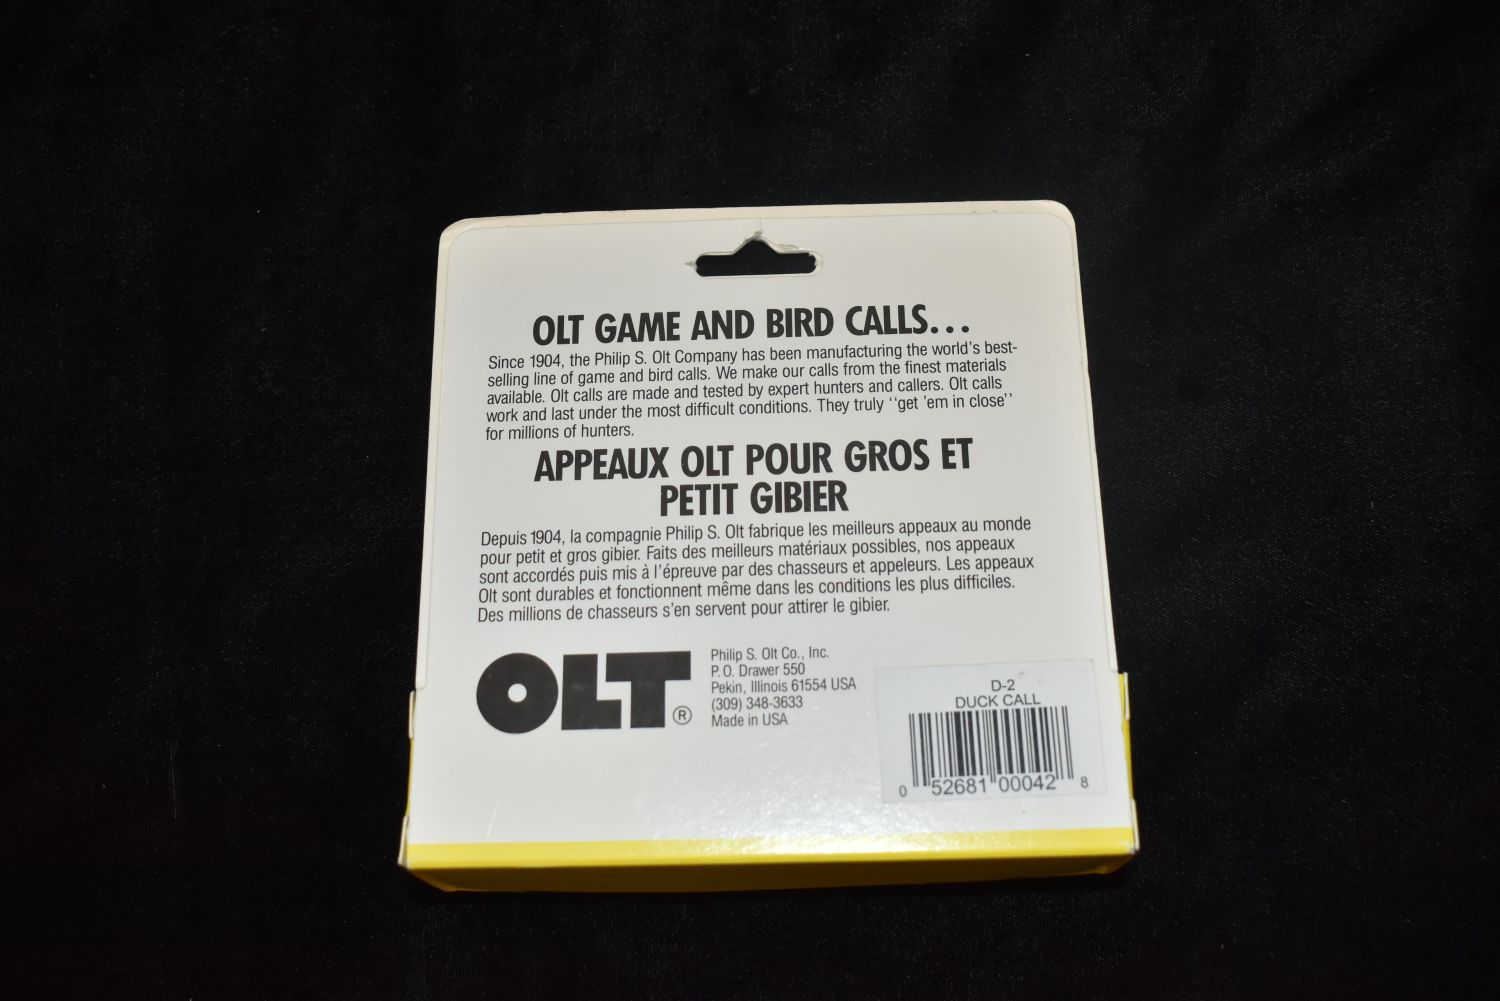 OLT GAME AND BIRD CALLS...
Since 1904, the Philip S. Olt Company has been manufacturing the world's best-
selling line of game and bird calls. We make our calls from the finest materials
available. Olt calls are made and tested by expert hunters and callers. Olt calls
work and last under the most difficult conditions. They truly ''get 'em in close''
for millions of hunters.
APPEAUX OLT POUR GROS ET
PETIT GIBIER
Depuis 1904, la compagnie Philip S. Olt fabrique les meilleurs appeaux au monde
pour petit et gros gibier. Faits des meilleurs matériaux possibles, nos appeaux
sont accordés puis mis à l'épreuve par des chasseurs et appeleurs. Les appeaux
Olt sont durables et fonctionnent même dans les conditions les plus difficiles.
Des millions de chasseurs s'en servent pour attirer le gibier.
OLT®
Philip S. Olt Co., Inc.
P. O. Drawer 550
Pekin, Illinois 61554 USA
(309) 348-3633
Made in USA
D-2
DUCK CALL
0 52681 00042 8